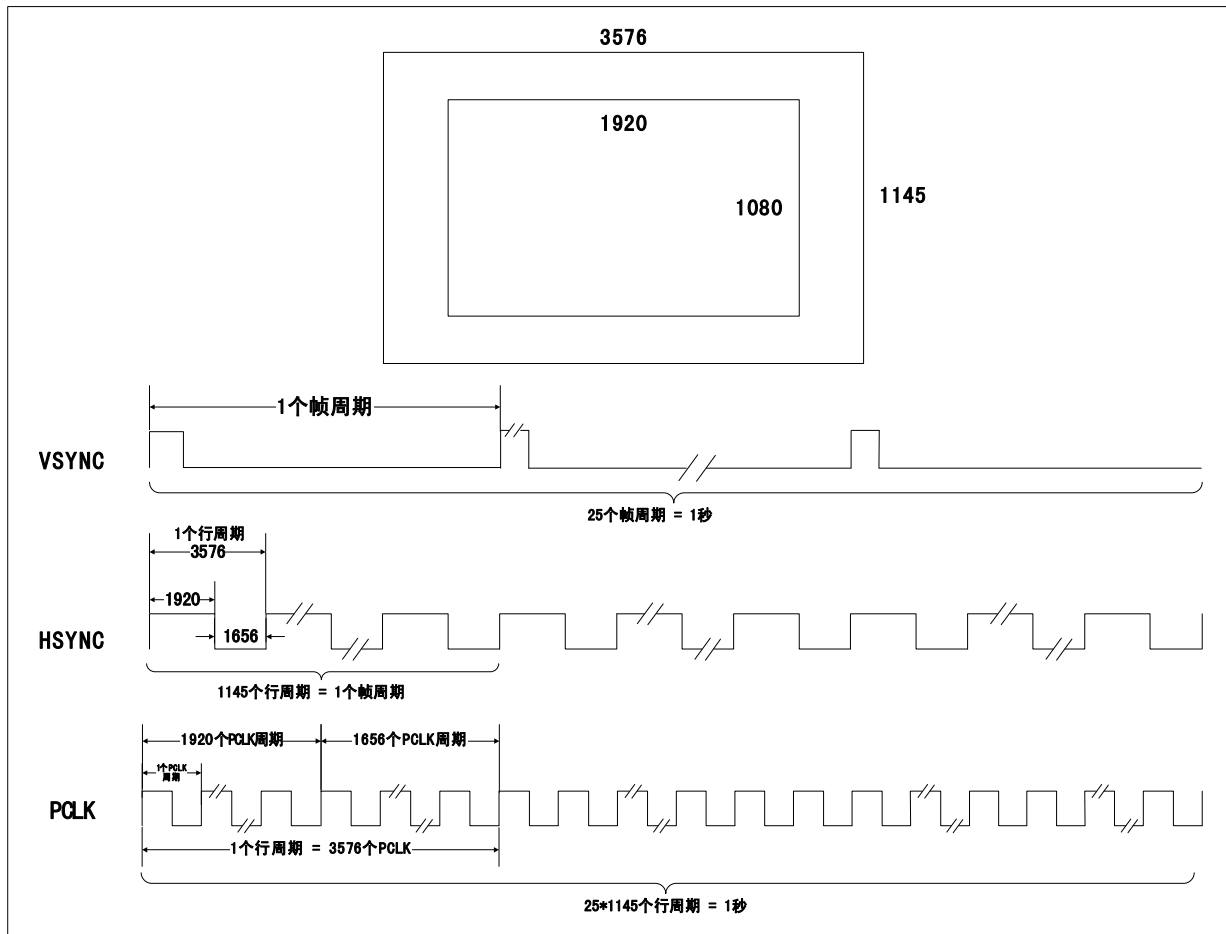 3576
1920
1080
1145
1个帧周期
VSYNC
25个帧周期 = 1秒
1个行周期
3576
1920
1656
HSYNC
1145个行周期 = 1个帧周期
1920个PCLK周期
1656个PCLK周期
1个PCLK
周期
PCLK
1个行周期 = 3576个PCLK
25*1145个行周期 = 1秒